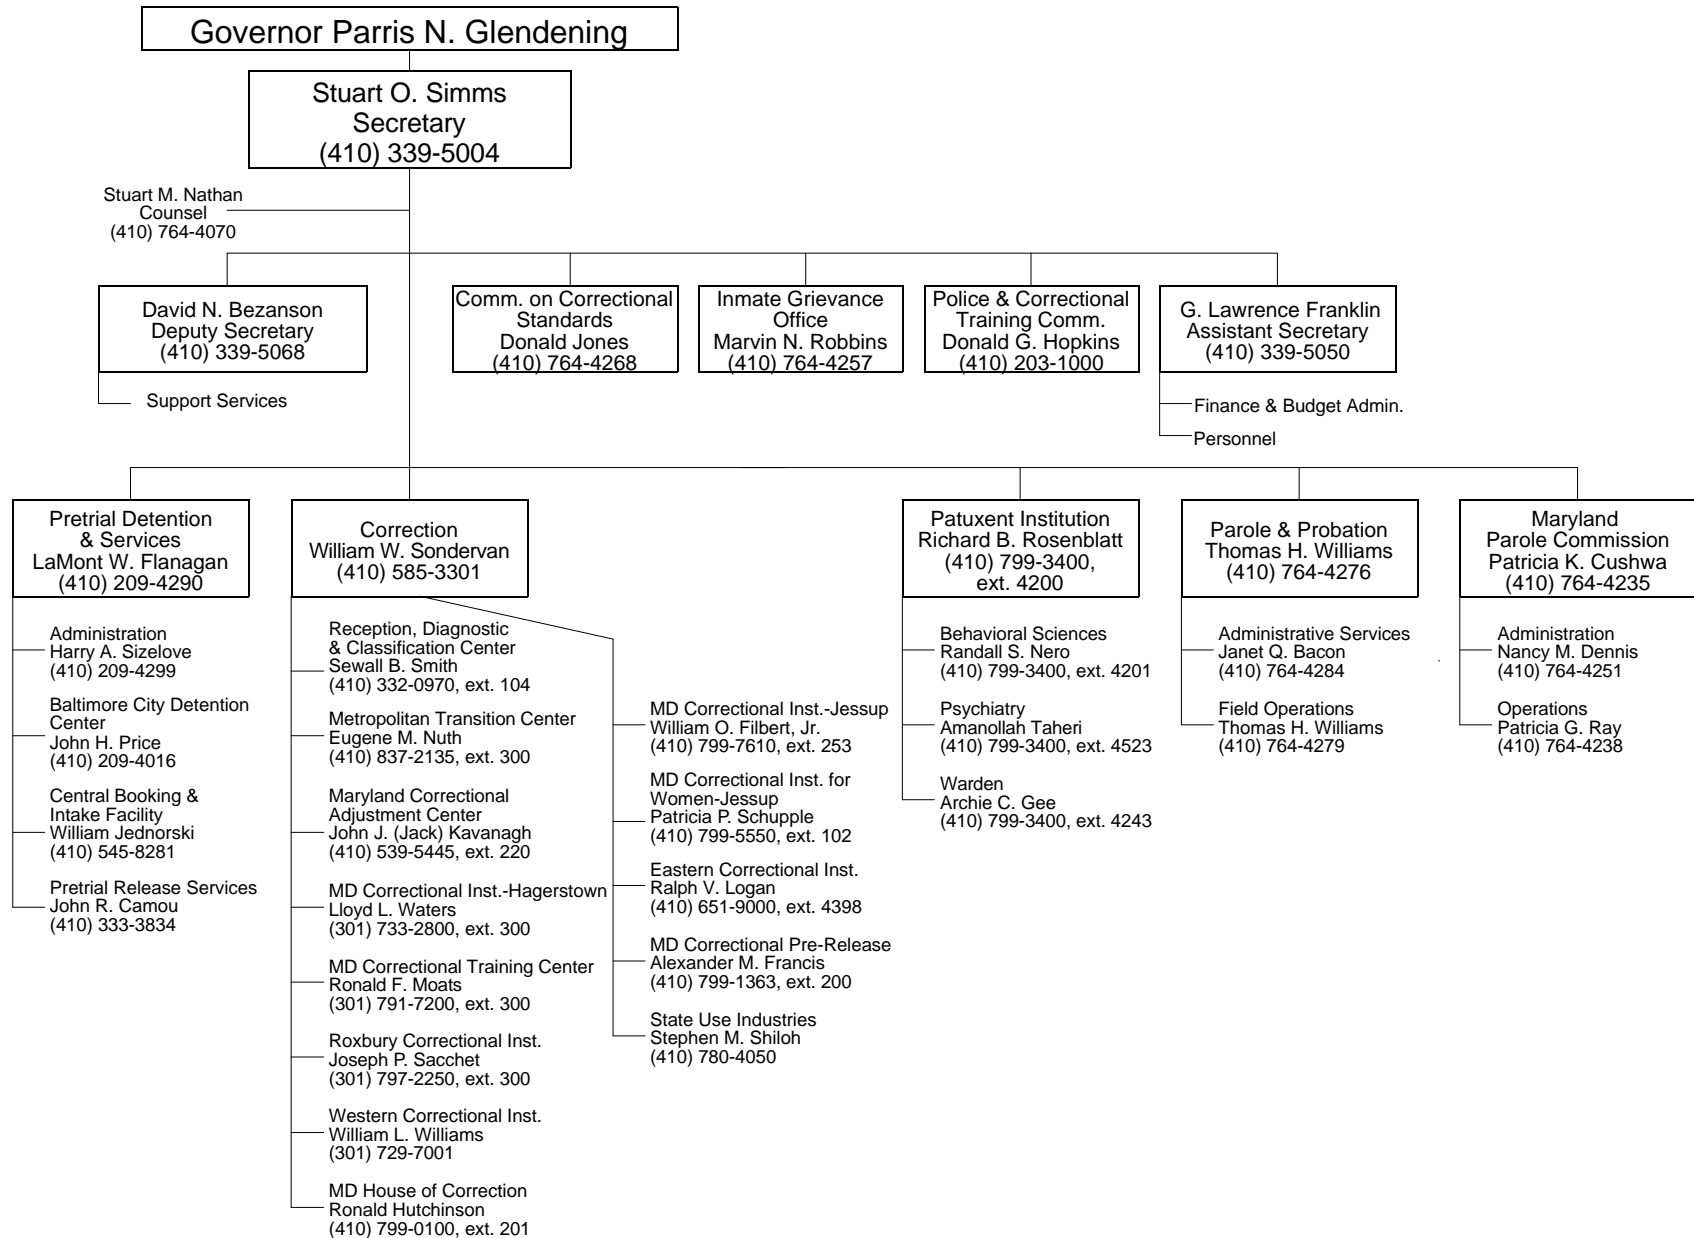 Governor Parris N. Glendening
Stuart O. Simms
Secretary
(410) 339-5004
Stuart M. Nathan
Counsel
(410) 764-4070
David N. Bezanson
Deputy Secretary
(410) 339-5068
Support Services
Comm. on Correctional
Standards
Donald Jones
(410) 764-4268
Inmate Grievance
Office
Marvin N. Robbins
(410) 764-4257
Police & Correctional
Training Comm.
Donald G. Hopkins
(410) 203-1000
G. Lawrence Franklin
Assistant Secretary
(410) 339-5050
Finance & Budget Admin.
Personnel
Pretrial Detention
& Services
LaMont W. Flanagan
(410) 209-4290
Administration
Harry A. Sizelove
(410) 209-4299
Baltimore City Detention
Center
John H. Price
(410) 209-4016
Central Booking &
Intake Facility
William Jednorski
(410) 545-8281
Pretrial Release Services
John R. Camou
(410) 333-3834
Correction
William W. Sondervan
(410) 585-3301
Reception, Diagnostic
& Classification Center
Sewall B. Smith
(410) 332-0970, ext. 104
Metropolitan Transition Center
Eugene M. Nuth
(410) 837-2135, ext. 300
Maryland Correctional
Adjustment Center
John J. (Jack) Kavanagh
(410) 539-5445, ext. 220
MD Correctional Inst.-Hagerstown
Lloyd L. Waters
(301) 733-2800, ext. 300
MD Correctional Training Center
Ronald F. Moats
(301) 791-7200, ext. 300
Roxbury Correctional Inst.
Joseph P. Sacchet
(301) 797-2250, ext. 300
Western Correctional Inst.
William L. Williams
(301) 729-7001
MD House of Correction
Ronald Hutchinson
(410) 799-0100, ext. 201
MD Correctional Inst.-Jessup
William O. Filbert, Jr.
(410) 799-7610, ext. 253
MD Correctional Inst. for
Women-Jessup
Patricia P. Schupple
(410) 799-5550, ext. 102
Eastern Correctional Inst.
Ralph V. Logan
(410) 651-9000, ext. 4398
MD Correctional Pre-Release
Alexander M. Francis
(410) 799-1363, ext. 200
State Use Industries
Stephen M. Shiloh
(410) 780-4050
Patuxent Institution
Richard B. Rosenblatt
(410) 799-3400,
ext. 4200
Behavioral Sciences
Randall S. Nero
(410) 799-3400, ext. 4201
Psychiatry
Amanollah Taheri
(410) 799-3400, ext. 4523
Warden
Archie C. Gee
(410) 799-3400, ext. 4243
Parole & Probation
Thomas H. Williams
(410) 764-4276
Administrative Services
Janet Q. Bacon
(410) 764-4284
Field Operations
Thomas H. Williams
(410) 764-4279
Maryland
Parole Commission
Patricia K. Cushwa
(410) 764-4235
Administration
Nancy M. Dennis
(410) 764-4251
Operations
Patricia G. Ray
(410) 764-4238